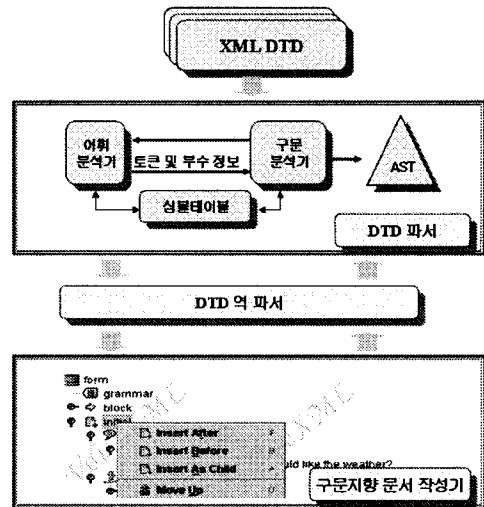 XML DTD
어휘
분석기
토큰 및 부수 정보
구문
분석기
AST
심볼테이블
DTD 파서
DTD 역 파서
form
grammar
block
initial
Insert After
Insert Before
uld like the weather?
Insert As Child
Move Up
구문지향 문서 작성기